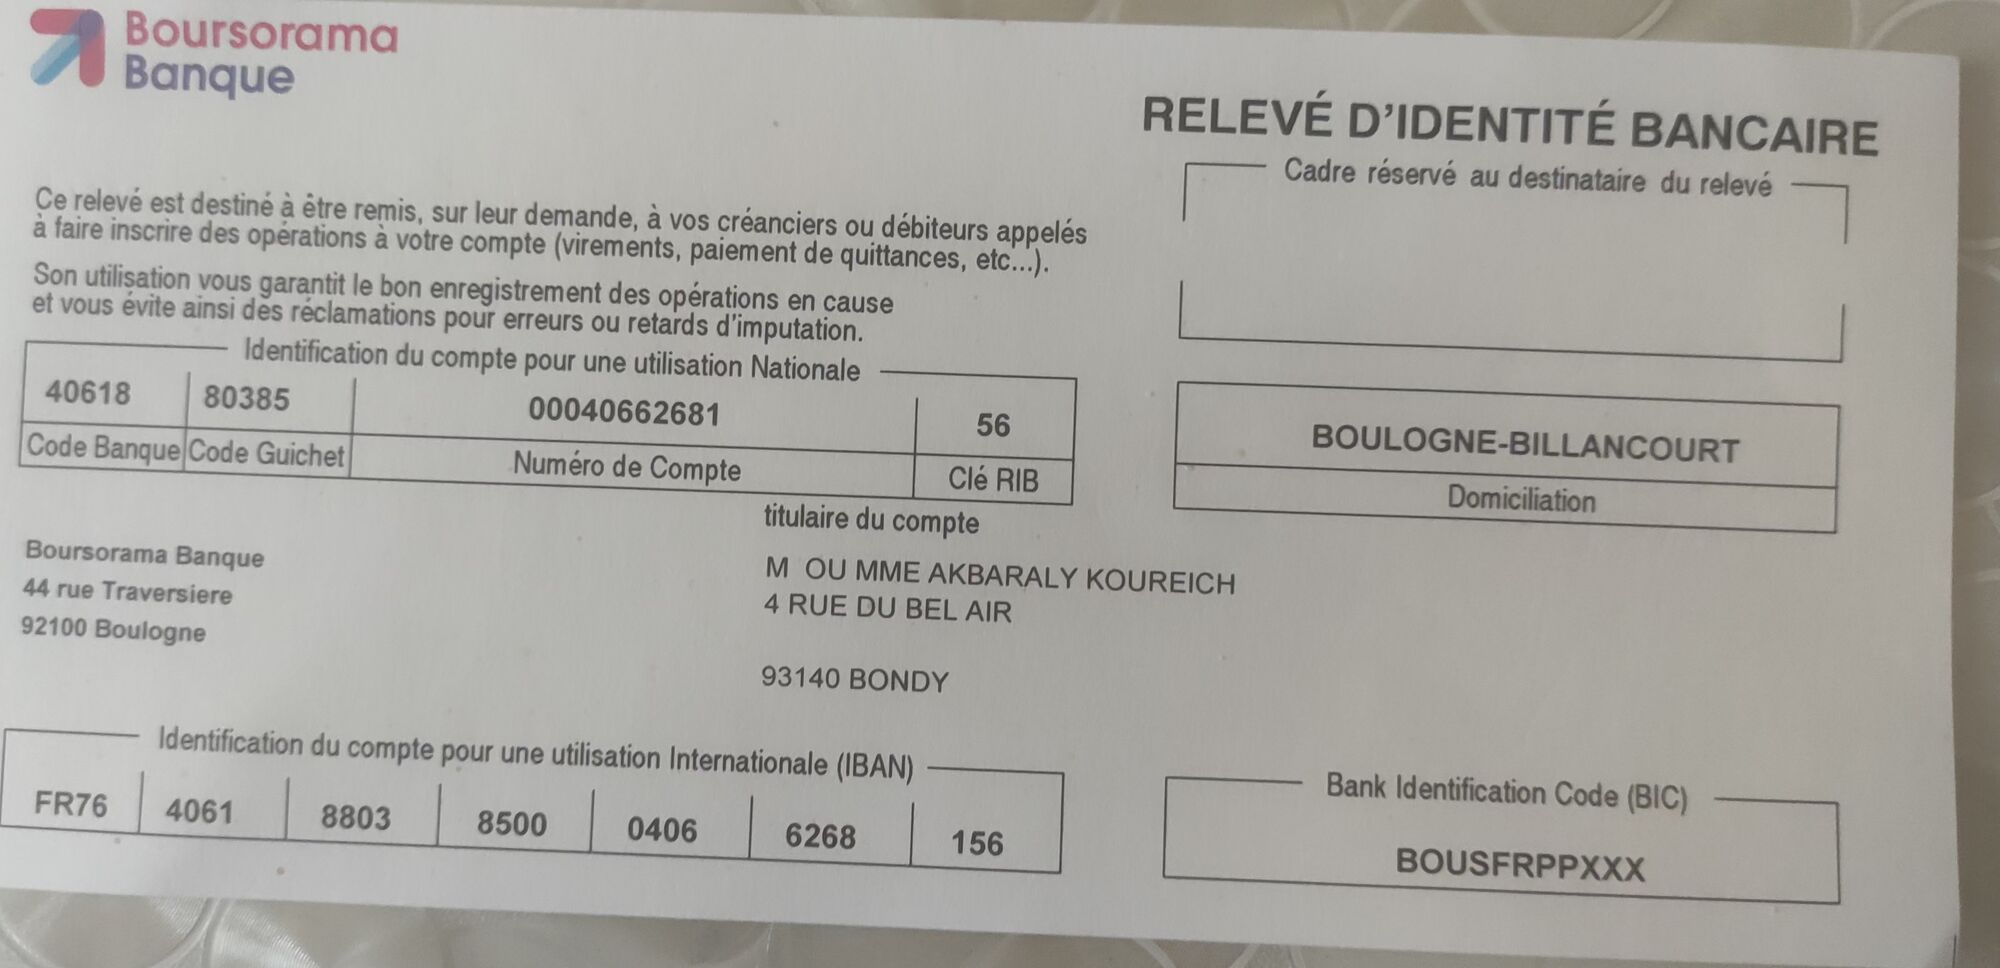 Boursorama
Banque
RELEVÉ D'IDENTITÉ BANCAIRE
Cadre réservé au destinataire du relevé
Ce relevé est destiné à être remis, sur leur demande, à vos créanciers ou débiteurs appelés
à faire inscrire des opérations à votre compte (virements, paiement de quittances, etc...).
Son utilisation vous garantit le bon enregistrement des opérations en cause
et vous évite ainsi des réclamations pour erreurs ou retards d'imputation.
Identification du compte pour une utilisation Nationale
40618 80385 00040662681 56
Code Banque Code Guichet Numéro de Compte Clé RIB
BOULOGNE-BILLANCOURT
Domiciliation
titulaire du compte
Boursorama Banque
44 rue Traversiere
92100 Boulogne
M OU MME AKBARALY KOUREICH
4 RUE DU BEL AIR
93140 BONDY
Identification du compte pour une utilisation Internationale (IBAN)
FR76 4061 8803 8500 0406 6268 156
Bank Identification Code (BIC)
BOUSFRPPXXX